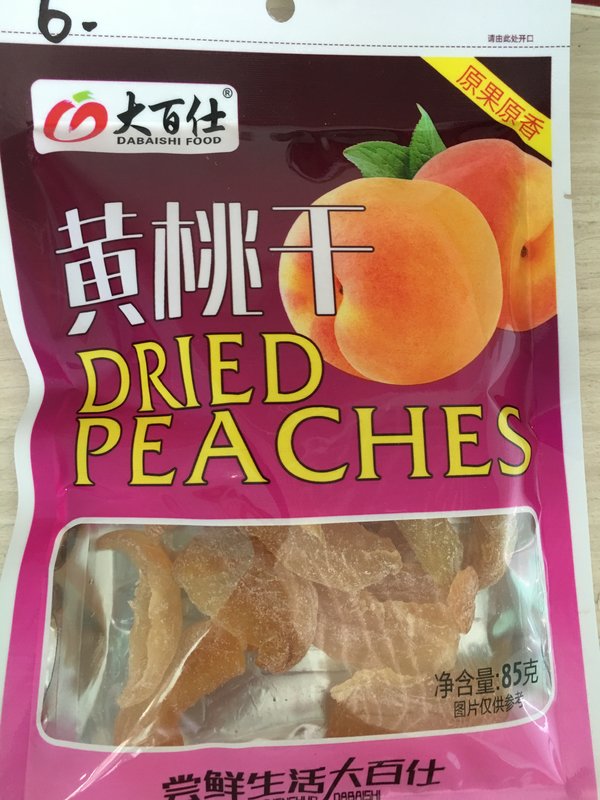 6.
请由此处开口
原果原香
大百仕®
DABAISHI FOOD
黄桃干
DRIED
PEACHES
净含量:85克
图片仅供参考
尝鲜生活大百仕
DABAISHI